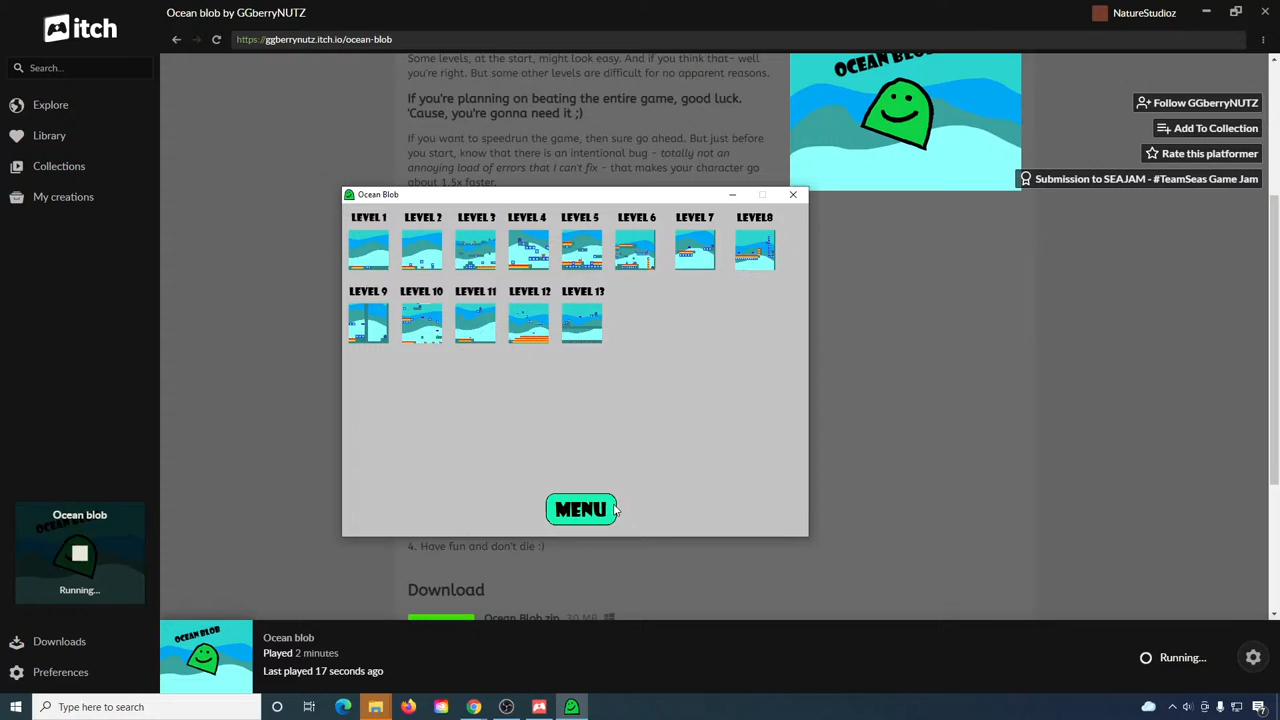 Ocean blob by GGberryNUTZ
NatureStudioz
itch
https://ggberrynutz.itch.io/ocean-blob
Search...
Explore
Library
Collections
My creations
Some levels, at the start, might look easy. And if you think that- well
you're right. But some other levels are difficult for no apparent reasons.
If you're planning on beating the entire game, good luck.
'Cause, you're gonna need it ;)
If you want to speedrun the game, then sure go ahead. But just before
you start, know that there is an intentional bug - totally not an
annoying load of errors that I can't fix - that makes your character go
about 1.5x faster.
OCEAN BLOB
Follow GGberryNUTZ
Add To Collection
Rate this platformer
Submission to SEAJAM - #TeamSeas Game Jam
Ocean Blob
LEVEL 1 LEVEL 2 LEVEL 3 LEVEL 4 LEVEL 5 LEVEL 6 LEVEL 7 LEVEL8
LEVEL 9 LEVEL 10 LEVEL 11 LEVEL 12 LEVEL 13
MENU
4. Have fun and don't die :)
Download
Ocean Blob.zip 30 MB
Ocean blob
Running...
Downloads
Preferences
OCEAN BLOB
Ocean blob
Played 2 minutes
Last played 17 seconds ago
Running...
Type here to search